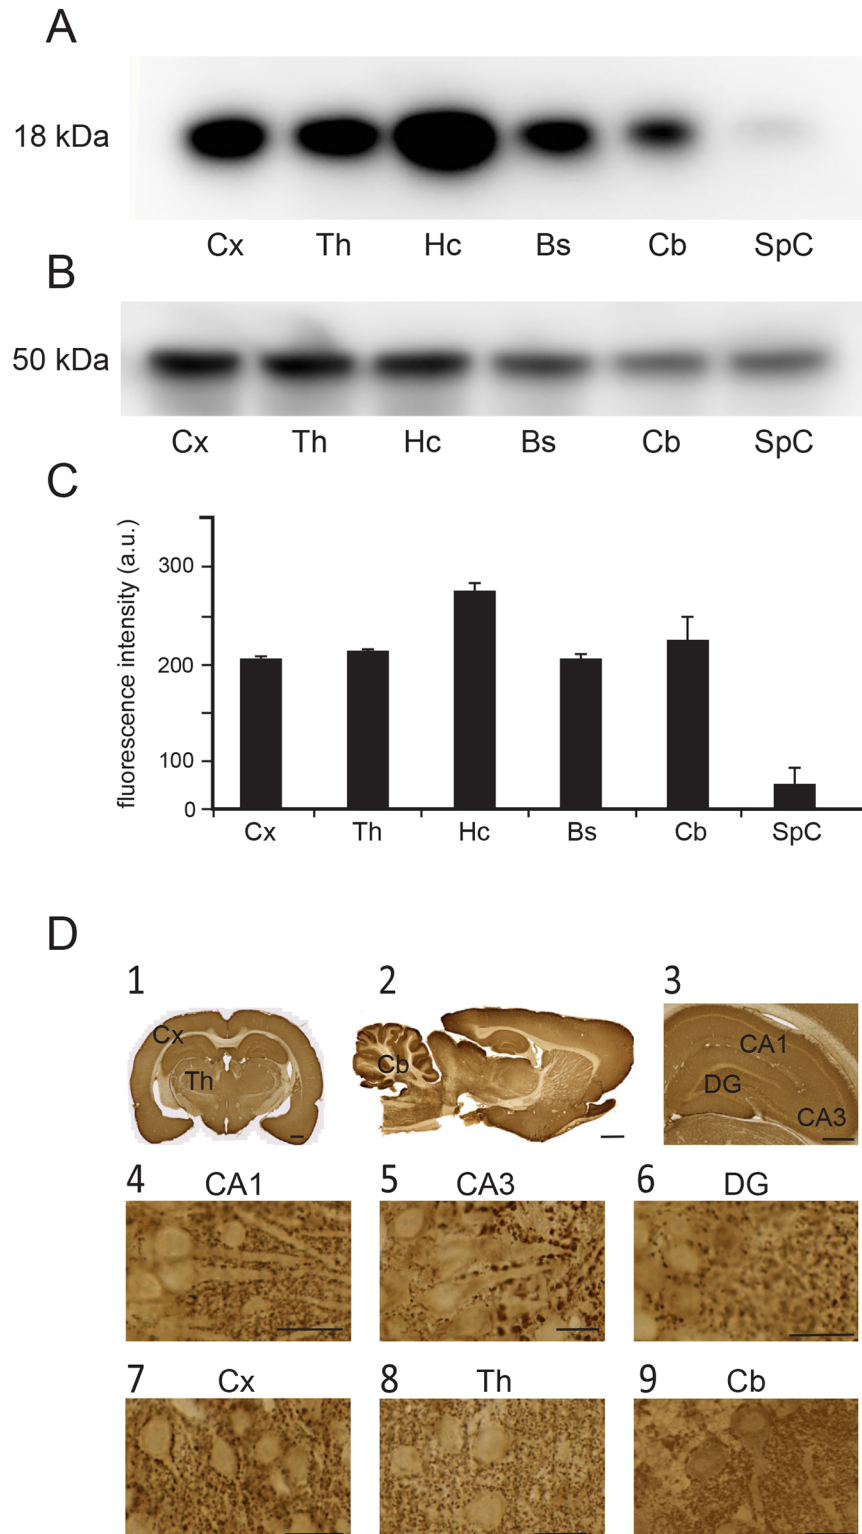 A
18 kDa
Cx Th Hc Bs Cb SpC
B
50 kDa
Cx Th Hc Bs Cb SpC
C
fluorescence intensity (a.u.)
300
200
100
0
Cx Th Hc Bs Cb SpC
D
1 2 3
Cx
Th
Cb
CA1
DG
CA3
4 CA1 5 CA3 6 DG
7 Cx 8 Th 9 Cb